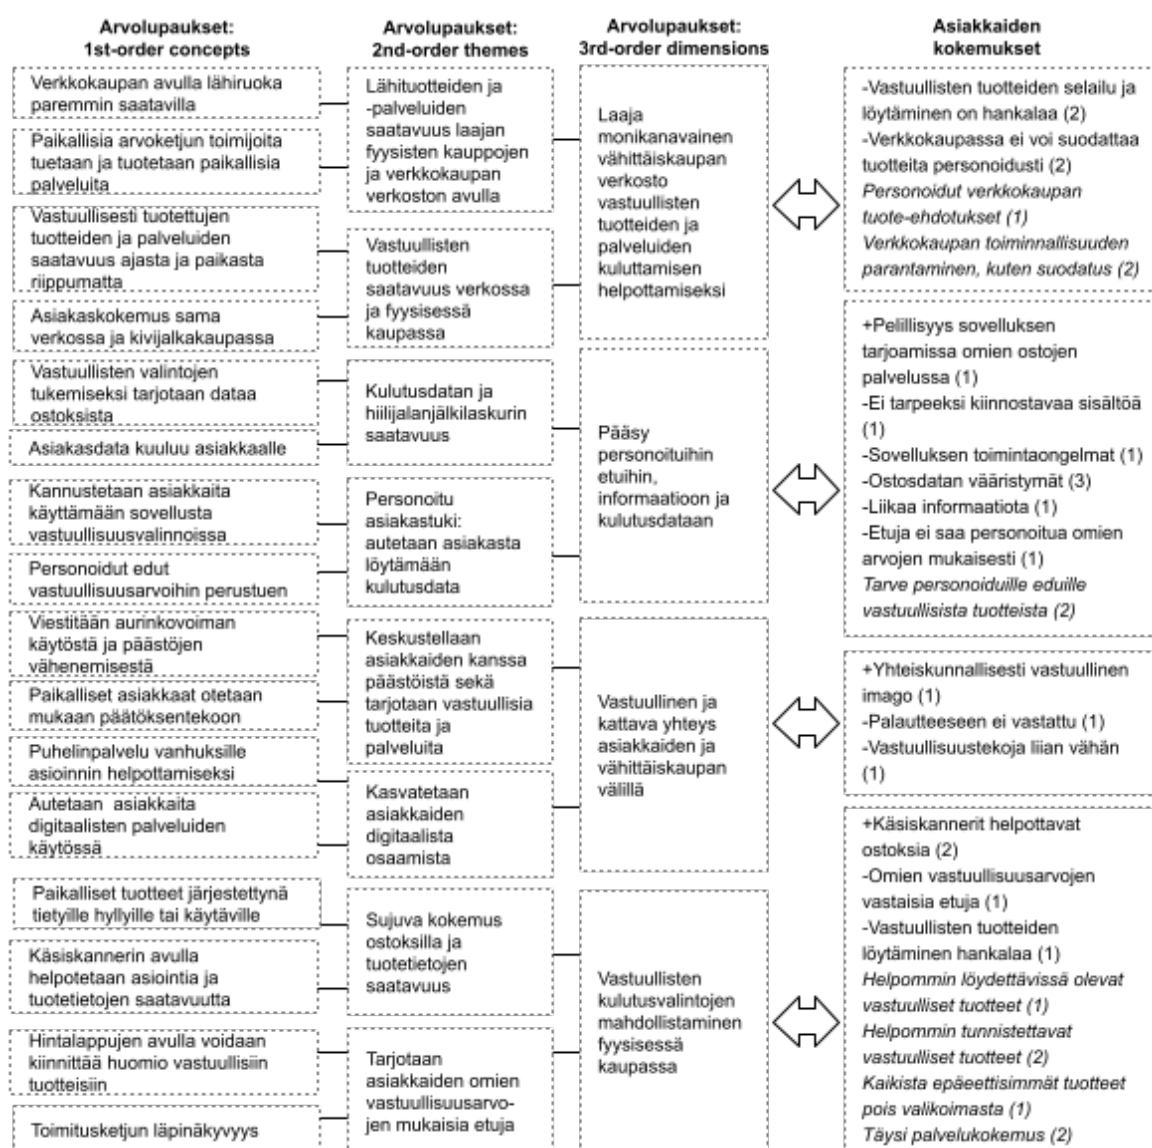 Arvolupaukset:
1st-order concepts
Arvolupaukset:
2nd-order themes
Arvolupaukset:
3rd-order dimensions
Asiakkaiden
kokemukset
Verkkokaupan avulla lähiruoka
paremmin saatavilla
Paikallisia arvoketjun toimijoita
tuetaan ja tuotetaan paikallisia
palveluita
Vastuullisesti tuotettujen
tuotteiden ja palveluiden
saatavuus ajasta ja paikasta
riippumatta
Asiakaskokemus sama
verkossa ja kivijalkakaupassa
Vastuullisten valintojen
tukemiseksi tarjotaan dataa
ostoksista
Asiakasdata kuuluu asiakkaalle
Kannustetaan asiakkaita
käyttämään sovellusta
vastuullisuusvalinnoissa
Personoidut edut
vastuullisuusarvoihin perustuen
Viestitään aurinkovoiman
käytöstä ja päästöjen
vähenemisestä
Paikalliset asiakkaat otetaan
mukaan päätöksentekoon
Puhelinpalvelu vanhuksille
asioinnin helpottamiseksi
Autetaan asiakkaita
digitaalisten palveluiden
käytössä
Paikalliset tuotteet järjestettynä
tietyille hyllyille tai käytäville
Käsiskannerin avulla
helpotetaan asiointia ja
tuotetietojen saatavuutta
Hintalappujen avulla voidaan
kiinnittää huomio vastuullisiin
tuotteisiin
Toimitusketjun läpinäkyvyys
Lähituotteiden ja
-palveluiden
saatavuus laajan
fyysisten kauppojen
ja verkkokaupan
verkoston avulla
Vastuullisten
tuotteiden
saatavuus verkossa
ja fyysisessä
kaupassa
Kulutusdatan ja
hiilijalanjälkilaskurin
saatavuus
Personoitu
asiakastuki:
autetaan asiakasta
löytämään
kulutusdata
Keskustellaan
asiakkaiden kanssa
päästöistä sekä
tarjotaan vastuullisia
tuotteita ja
palveluita
Kasvatetaan
asiakkaiden
digitaalista
osaamista
Sujuva kokemus
ostoksilla ja
tuotetietojen
saatavuus
Tarjotaan
asiakkaiden omien
vastuullisuusarvo-
jen mukaisia etuja
Laaja
monikanavainen
vähittäiskaupan
verkosto
vastuullisten
tuotteiden ja
palveluiden
kuluttamisen
helpottamiseksi
Pääsy
personoituihin
etuihin,
informaatioon ja
kulutusdataan
Vastuullinen ja
kattava yhteys
asiakkaiden ja
vähittäiskaupan
välillä
Vastuullisten
kulutusvalintojen
mahdollistaminen
fyysisessä
kaupassa
-Vastuullisten tuotteiden selailu ja
löytäminen on hankalaa (2)
-Verkkokaupassa ei voi suodattaa
tuotteita personoidusti (2)
Personoidut verkkokaupan
tuote-ehdotukset (1)
Verkkokaupan toiminnallisuuden
parantaminen, kuten suodatus (2)
+Pelillisyys sovelluksen
tarjoamissa omien ostojen
palvelussa (1)
-Ei tarpeeksi kiinnostavaa sisältöä
(1)
-Sovelluksen toimintaongelmat (1)
-Ostosdatan vääristymät (3)
-Liikaa informaatiota (1)
-Etuja ei saa personoitua omien
arvojen mukaisesti (1)
Tarve personoiduille eduille
vastuullisista tuotteista (2)
+Yhteiskunnallisesti vastuullinen
imago (1)
-Palautteeseen ei vastattu (1)
-Vastuullisuustekoja liian vähän
(1)
+Käsiskannerit helpottavat
ostoksia (2)
-Omien vastuullisuusarvojen
vastaisia etuja (1)
-Vastuullisten tuotteiden
löytäminen hankalaa (1)
Helpommin löydettävissä olevat
vastuulliset tuotteet (1)
Helpommin tunnistettavat
vastuulliset tuotteet (2)
Kaikista epäeettisimmät tuotteet
pois valikoimasta (1)
Täysi palvelukokemus (2)